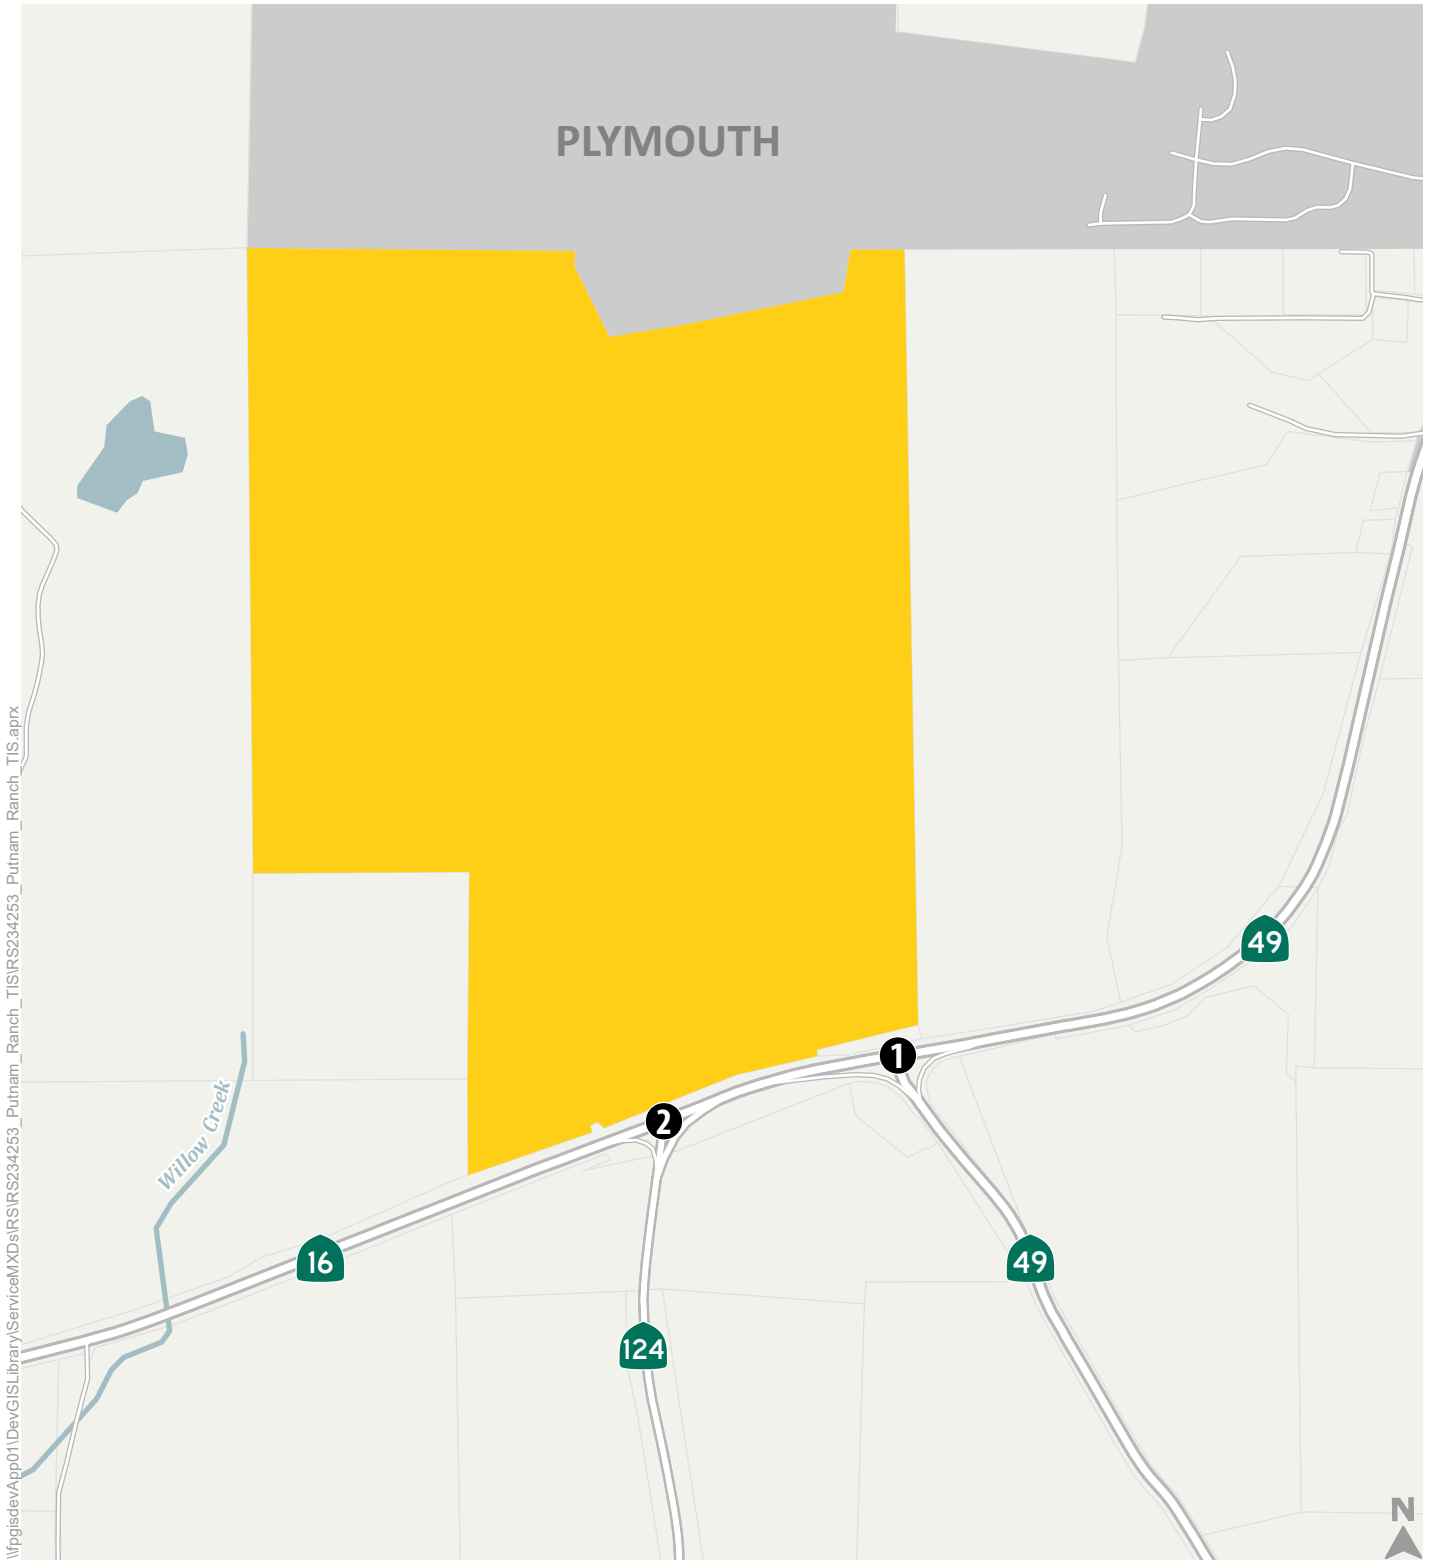 PLYMOUTH
49
1
2
Willow Creek
16
49
124
N
\\fpgisdevApp01\DevGISLibrary\ServiceMXDs\RS\RS234253_Putnam_Ranch_TIS\RS234253_Putnam_Ranch_TIS.aprx